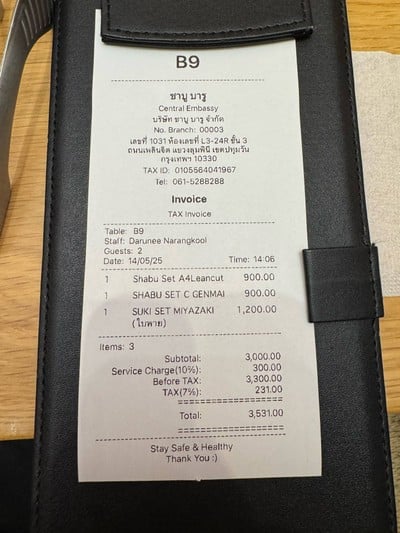 B9
ชาบู บารู
Central Embassy
บริษัท ชาบู บารู จำกัด
No. Branch: 00003
เลขที่ 1031 ห้องเลขที่ L3-24R ชั้น 3
ถนนเพลินจิต แขวงลุมพินี เขตปทุมวัน
กรุงเทพฯ 10330
TAX ID: 0105564041967
Tel: 061-5288288
Invoice
TAX Invoice
Table: B9
Staff: Darunee Narangkool
Guests: 2
Date: 14/05/25 Time: 14:06
1 Shabu Set A4Leancut 900.00
1 SHABU SET C GENMAI 900.00
1 SUKI SET MIYAZAKI 1,200.00
(ใบพาย)
Items: 3
Subtotal: 3,000.00
Service Charge(10%): 300.00
Before TAX: 3,300.00
TAX(7%): 231.00
Total: 3,531.00
Stay Safe & Healthy
Thank You :)